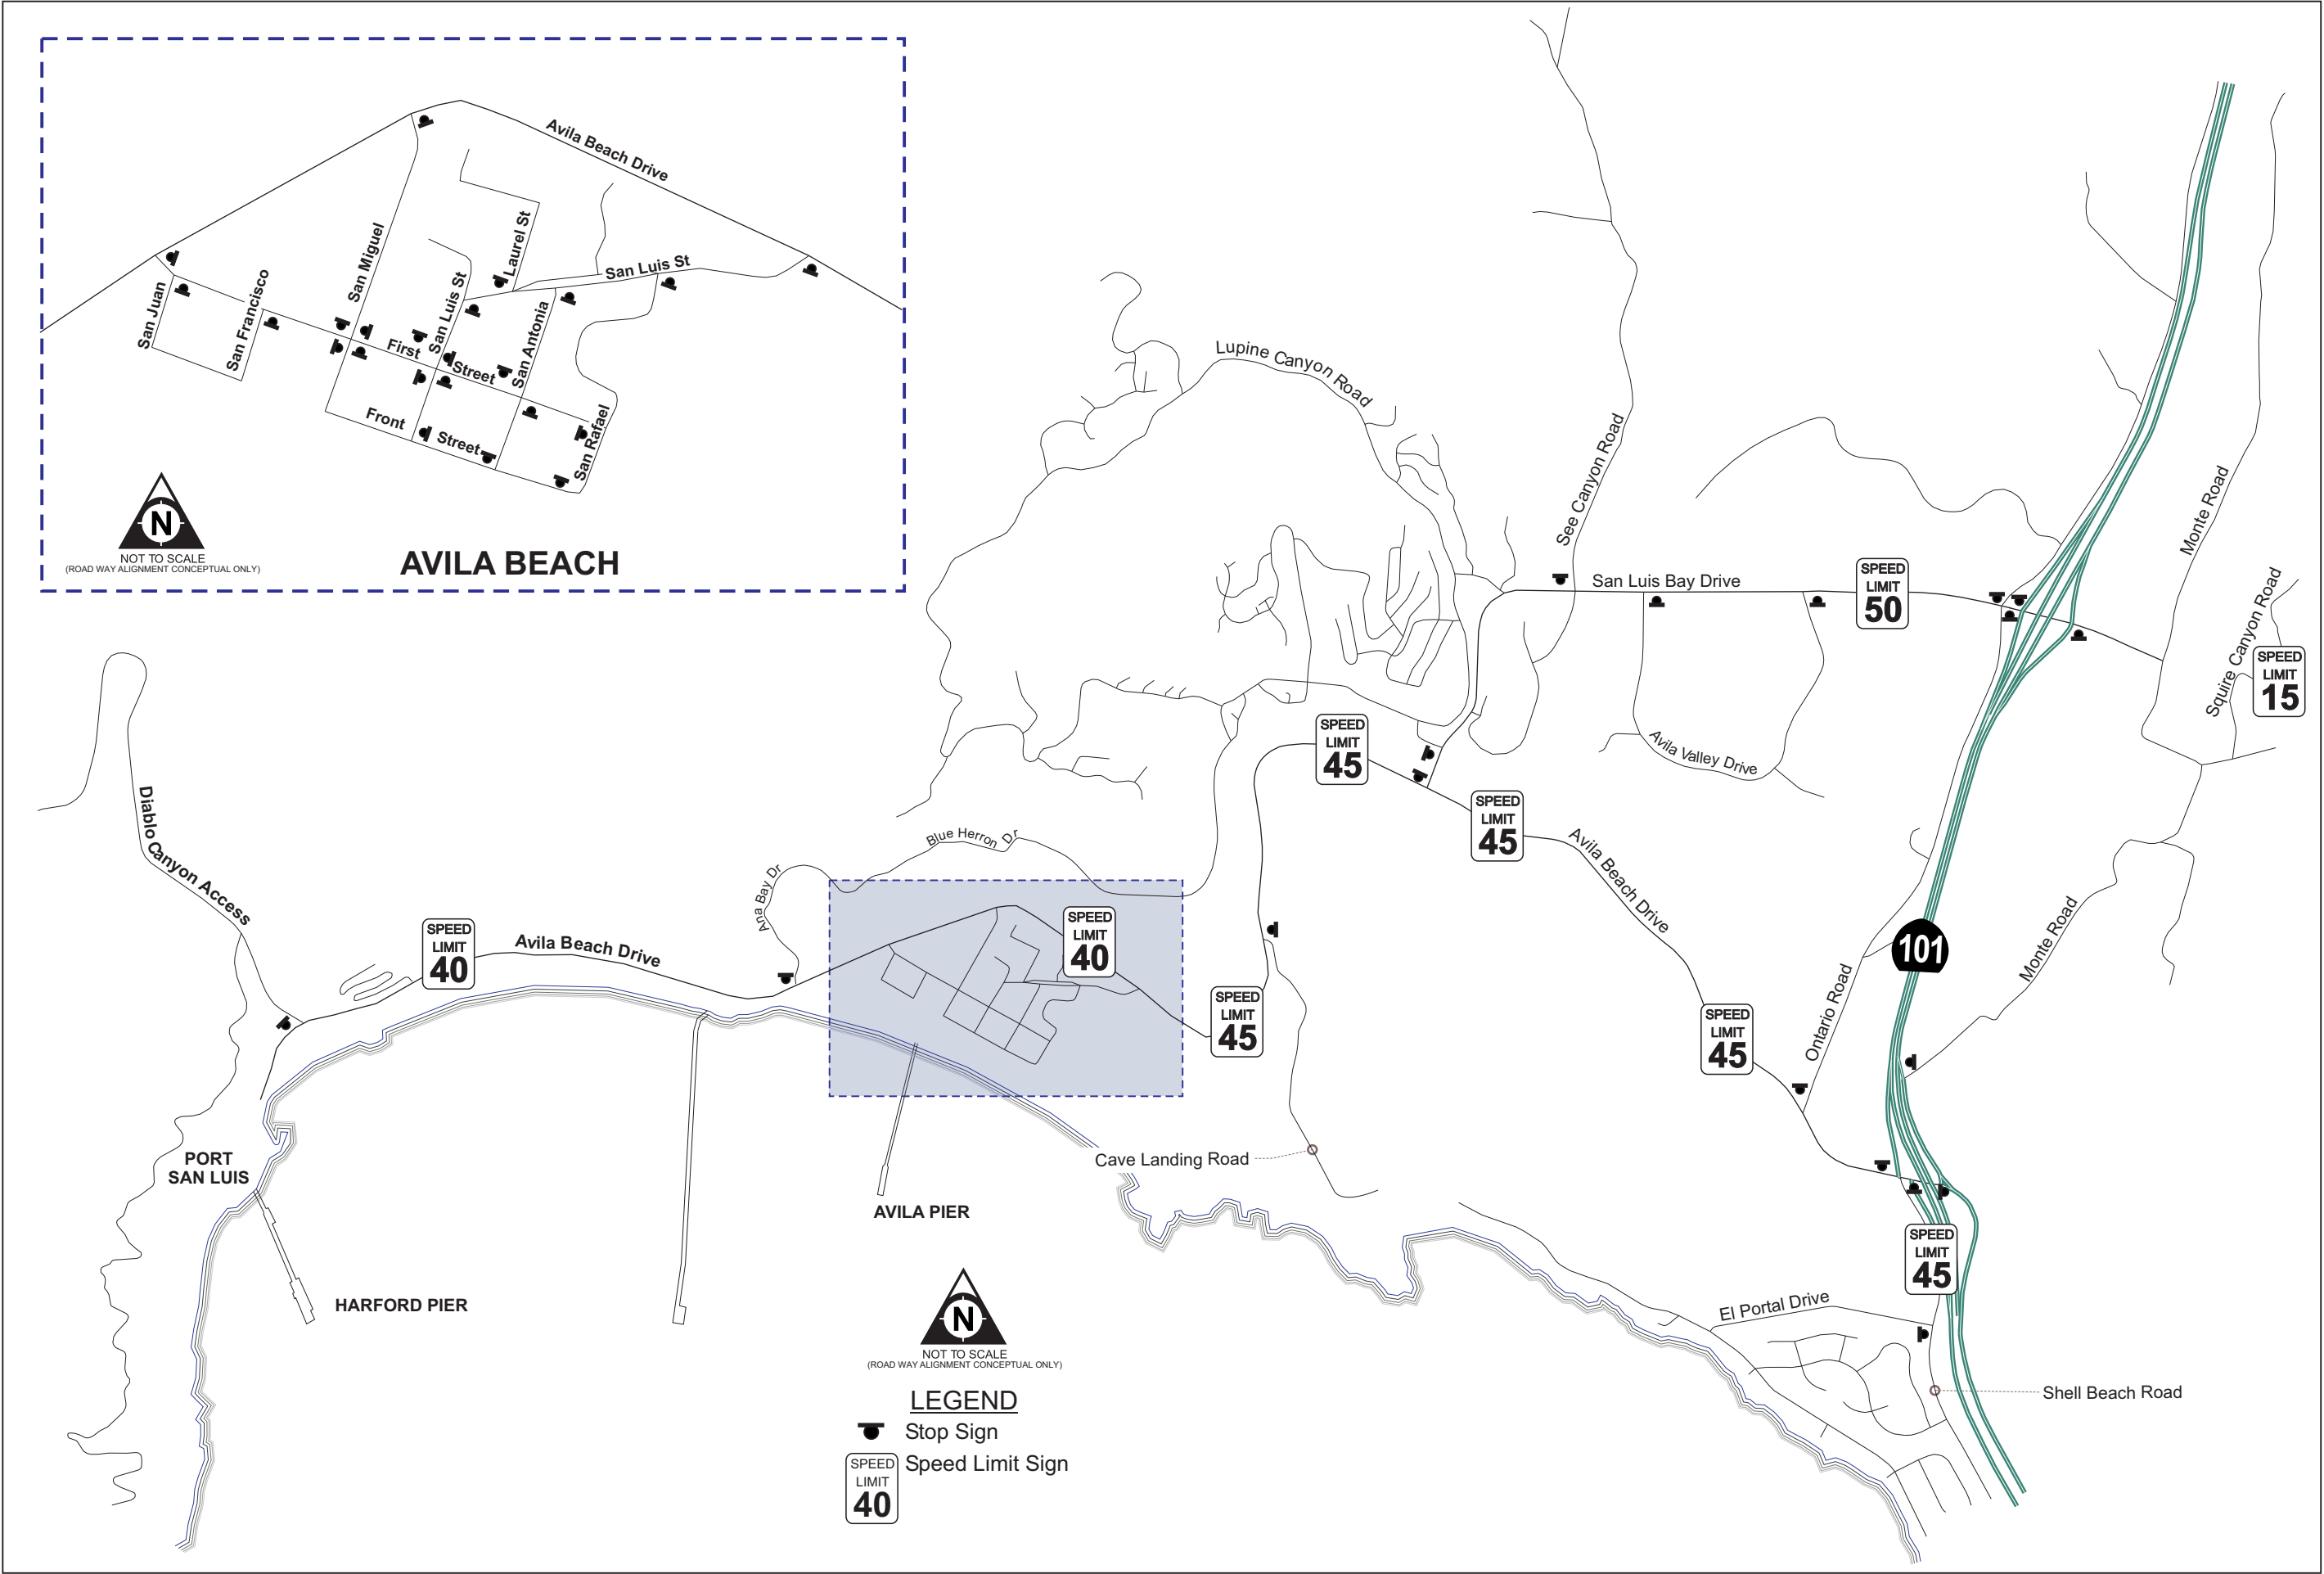 Avila Beach Drive
San Miguel
Laurel St
San Luis St
San Juan
San Francisco
San Luis St
San Antonia
First Street
Front Street
San Rafael
N
NOT TO SCALE
(ROAD WAY ALIGNMENT CONCEPTUAL ONLY)
AVILA BEACH
Lupine Canyon Road
See Canyon Road
San Luis Bay Drive
SPEED
LIMIT
50
Monte Road
Squire Canyon Road
SPEED
LIMIT
15
SPEED
LIMIT
45
Avila Valley Drive
SPEED
LIMIT
45
Avila Beach Drive
Diablo Canyon Access
Blue Herron Dr
Ana Bay Dr
SPEED
LIMIT
40
Avila Beach Drive
SPEED
LIMIT
40
SPEED
LIMIT
45
101
Monte Road
Ontario Road
SPEED
LIMIT
45
PORT
SAN LUIS
Cave Landing Road
AVILA PIER
HARFORD PIER
SPEED
LIMIT
45
El Portal Drive
Shell Beach Road
N
NOT TO SCALE
(ROAD WAY ALIGNMENT CONCEPTUAL ONLY)
LEGEND
Stop Sign
SPEED
LIMIT
40
Speed Limit Sign